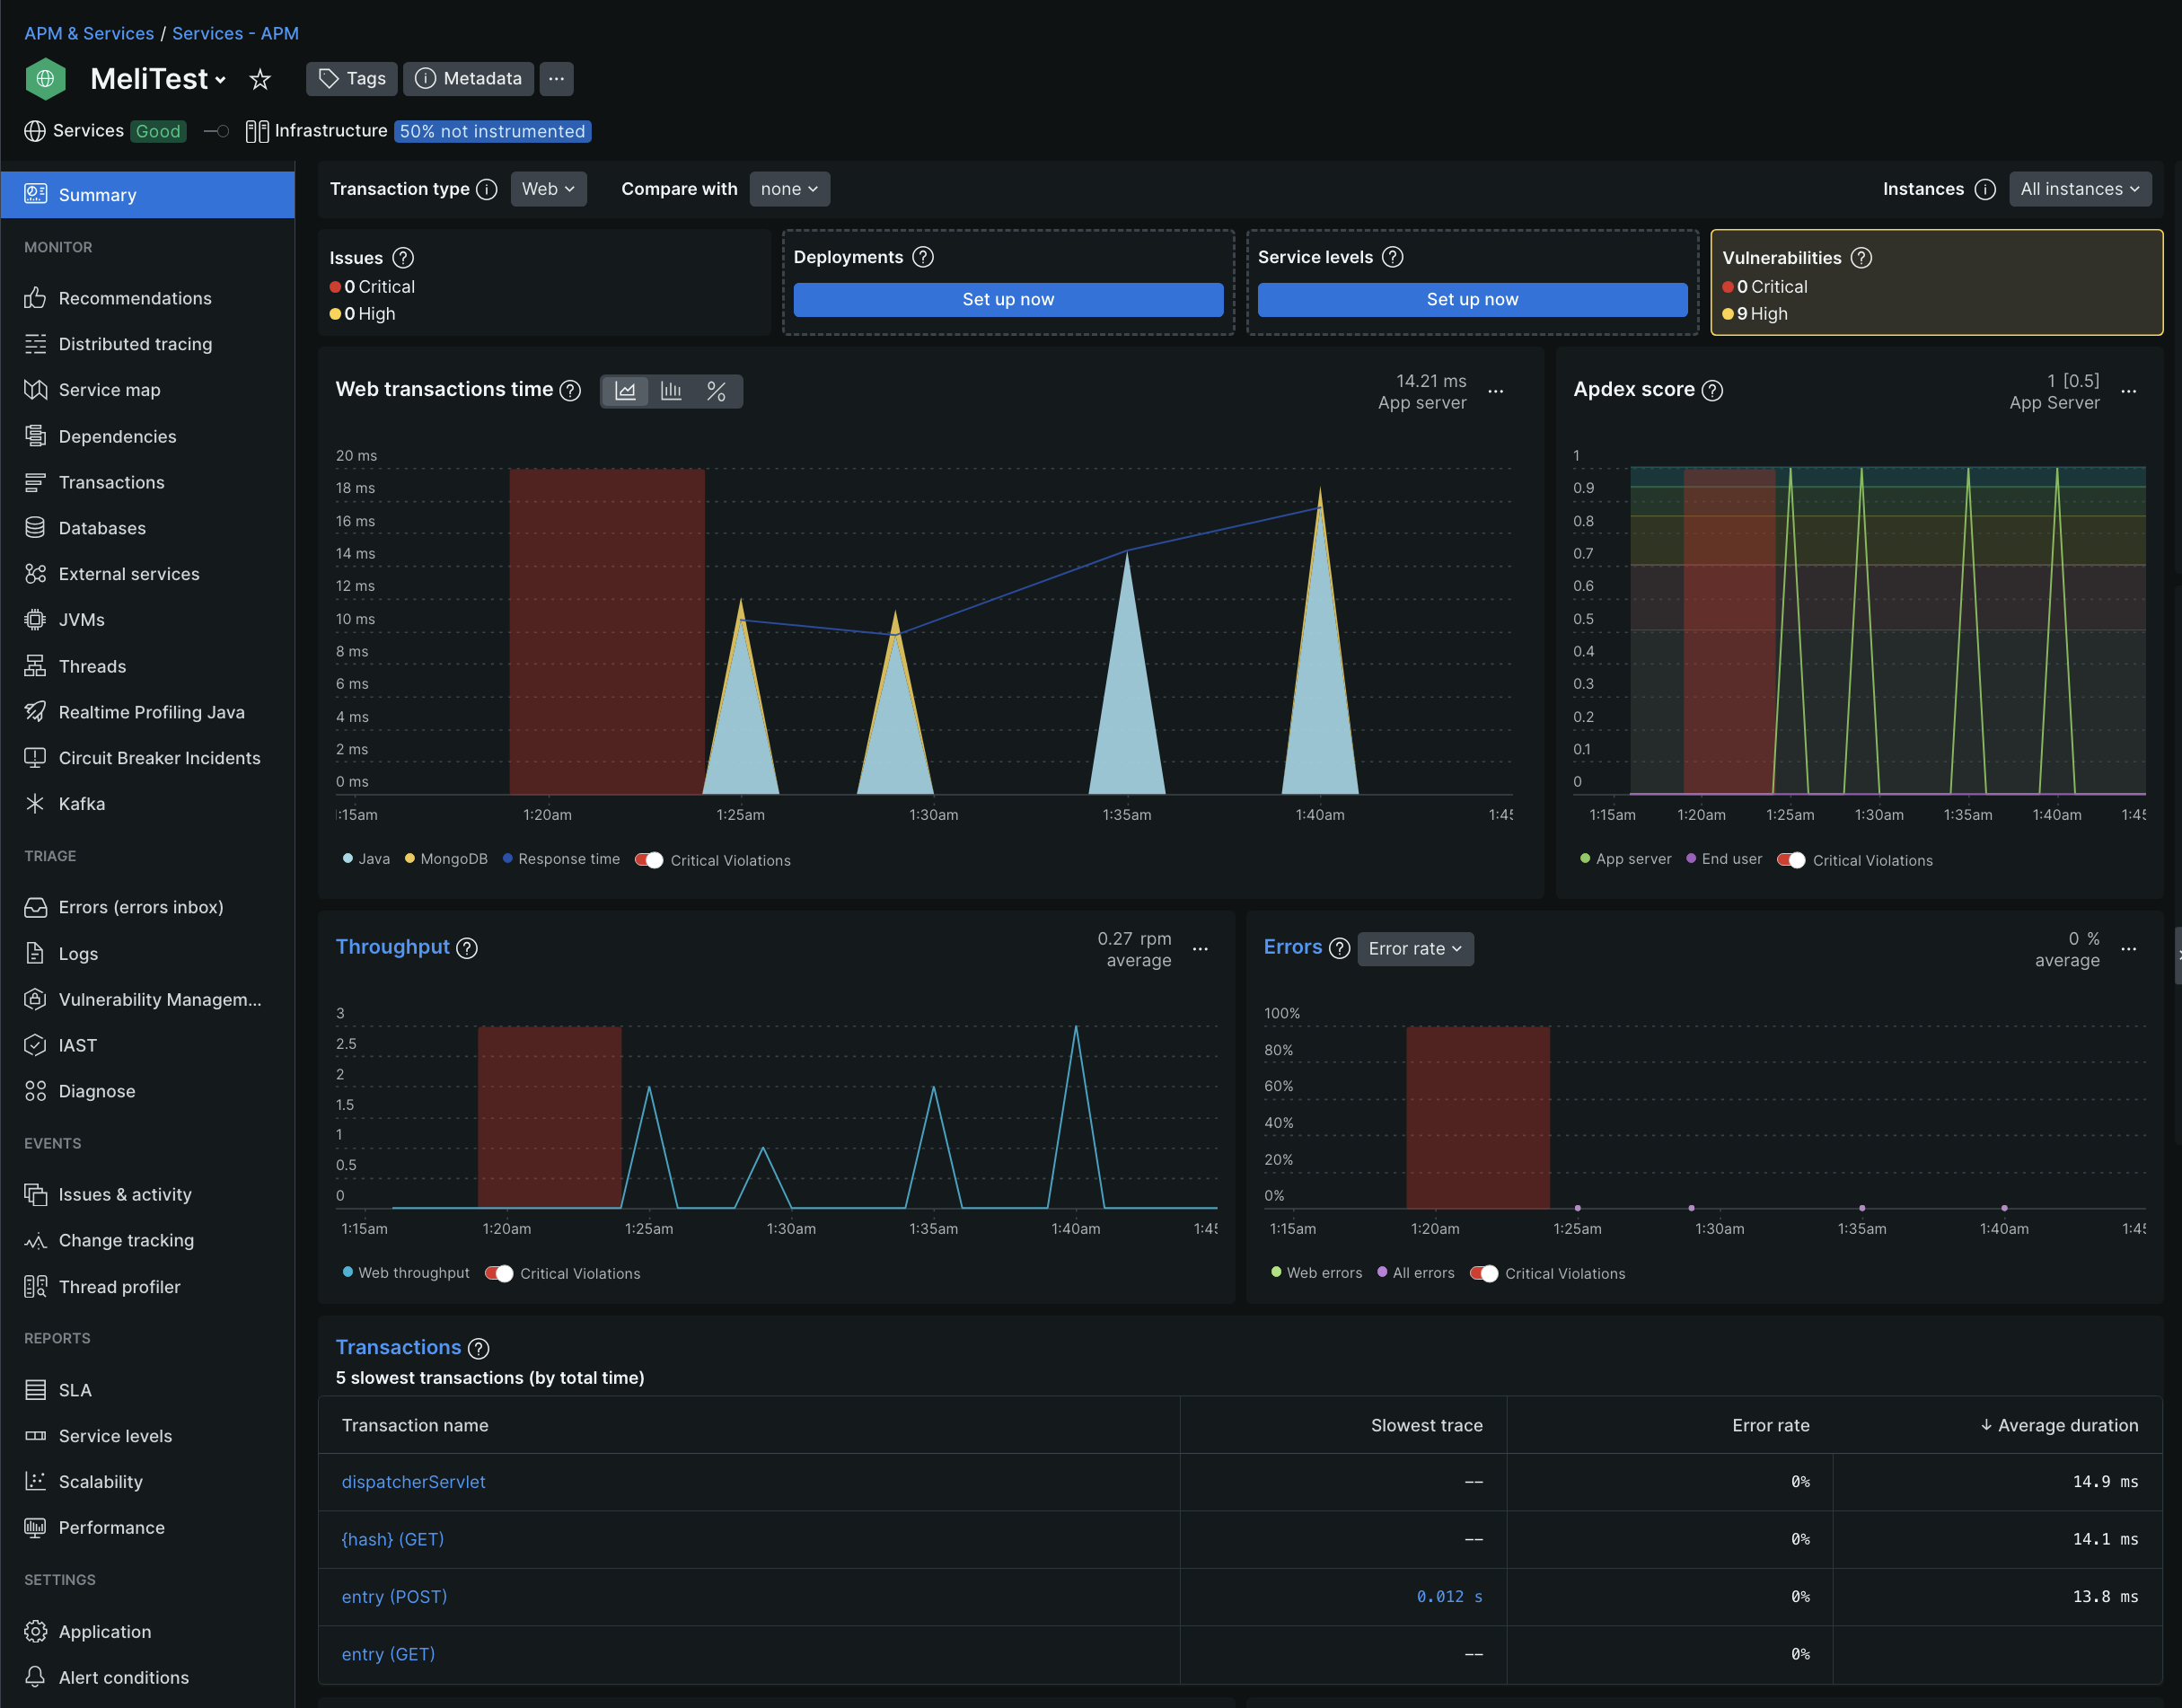 APM & Services / Services - APM
MeliTest
Tags
Metadata
Services Good
Infrastructure 50% not instrumented
Summary
MONITOR
Recommendations
Distributed tracing
Service map
Dependencies
Transactions
Databases
External services
JVMs
Threads
Realtime Profiling Java
Circuit Breaker Incidents
Kafka
TRIAGE
Errors (errors inbox)
Logs
Vulnerability Managem...
IAST
Diagnose
EVENTS
Issues & activity
Change tracking
Thread profiler
REPORTS
SLA
Service levels
Scalability
Performance
SETTINGS
Application
Alert conditions
Transaction type Web
Compare with none
Instances All instances
Issues
0 Critical
0 High
Deployments
Set up now
Service levels
Set up now
Vulnerabilities
0 Critical
9 High
Web transactions time
%
14.21 ms
App server
20 ms
18 ms
16 ms
14 ms
12 ms
10 ms
8 ms
6 ms
4 ms
2 ms
0 ms
:15am 1:20am 1:25am 1:30am 1:35am 1:40am 1:45
Java MongoDB Response time Critical Violations
Apdex score
1 [0.5]
App Server
1
0.9
0.8
0.7
0.6
0.5
0.4
0.3
0.2
0.1
0
1:15am 1:20am 1:25am 1:30am 1:35am 1:40am 1:45
App server End user Critical Violations
Throughput
0.27 rpm
average
3
2.5
2
1.5
1
0.5
0
1:15am 1:20am 1:25am 1:30am 1:35am 1:40am 1:45
Web throughput Critical Violations
Errors Error rate
0 %
average
100%
80%
60%
40%
20%
0%
1:15am 1:20am 1:25am 1:30am 1:35am 1:40am 1:45
Web errors All errors Critical Violations
Transactions
5 slowest transactions (by total time)
Transaction name Slowest trace Error rate Average duration
dispatcherServlet —— 0% 14.9 ms
{hash} (GET) —— 0% 14.1 ms
entry (POST) 0.012 s 0% 13.8 ms
entry (GET) —— 0%